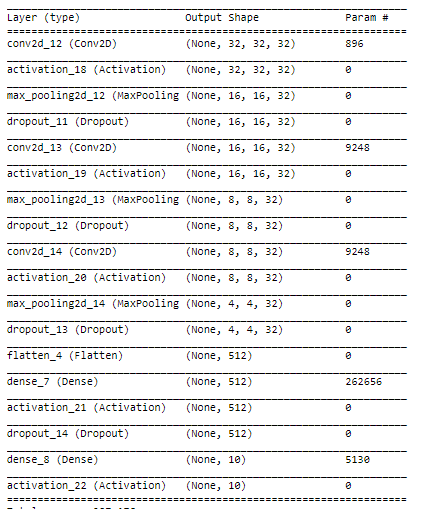 Layer (type) Output Shape Param #
conv2d_12 (Conv2D) (None, 32, 32, 32) 896
activation_18 (Activation) (None, 32, 32, 32) 0
max_pooling2d_12 (MaxPooling (None, 16, 16, 32) 0
dropout_11 (Dropout) (None, 16, 16, 32) 0
conv2d_13 (Conv2D) (None, 16, 16, 32) 9248
activation_19 (Activation) (None, 16, 16, 32) 0
max_pooling2d_13 (MaxPooling (None, 8, 8, 32) 0
dropout_12 (Dropout) (None, 8, 8, 32) 0
conv2d_14 (Conv2D) (None, 8, 8, 32) 9248
activation_20 (Activation) (None, 8, 8, 32) 0
max_pooling2d_14 (MaxPooling (None, 4, 4, 32) 0
dropout_13 (Dropout) (None, 4, 4, 32) 0
flatten_4 (Flatten) (None, 512) 0
dense_7 (Dense) (None, 512) 262656
activation_21 (Activation) (None, 512) 0
dropout_14 (Dropout) (None, 512) 0
dense_8 (Dense) (None, 10) 5130
activation_22 (Activation) (None, 10) 0